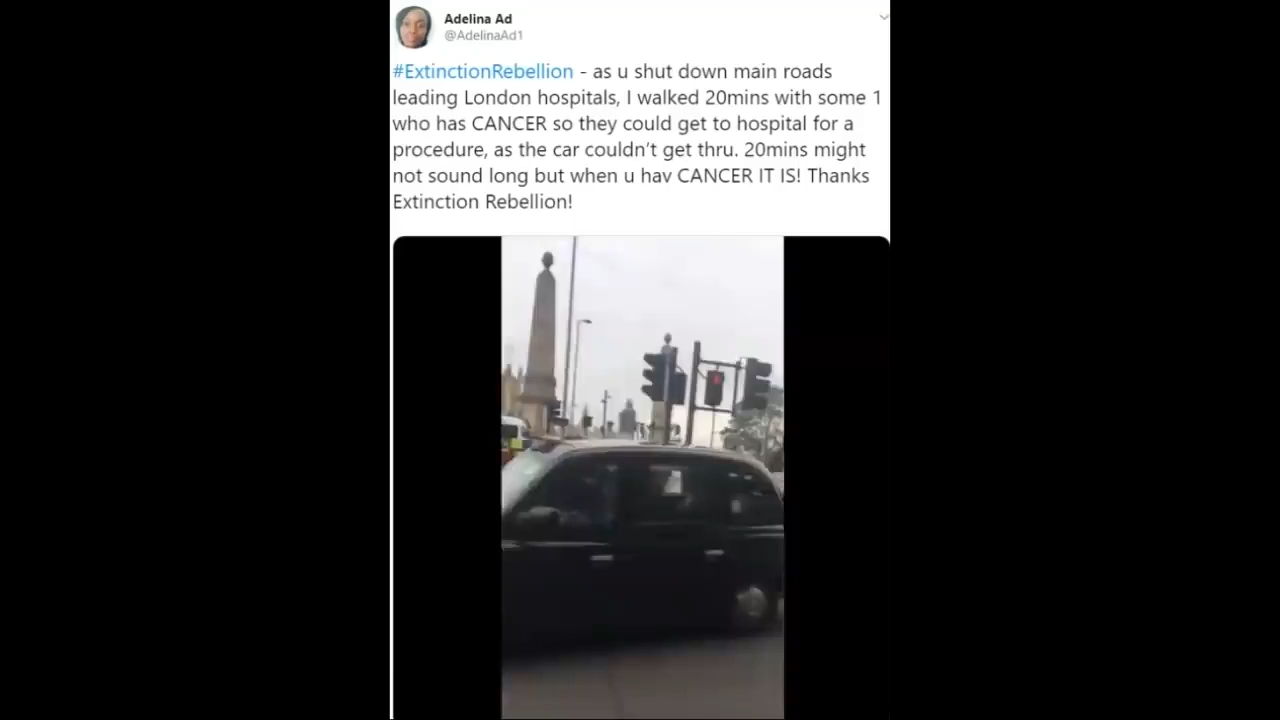 Adelina Ad
@AdelinaAd1
#ExtinctionRebellion - as u shut down main roads
leading London hospitals, I walked 20mins with some 1
who has CANCER so they could get to hospital for a
procedure, as the car couldn't get thru. 20mins might
not sound long but when u hav CANCER IT IS! Thanks
Extinction Rebellion!